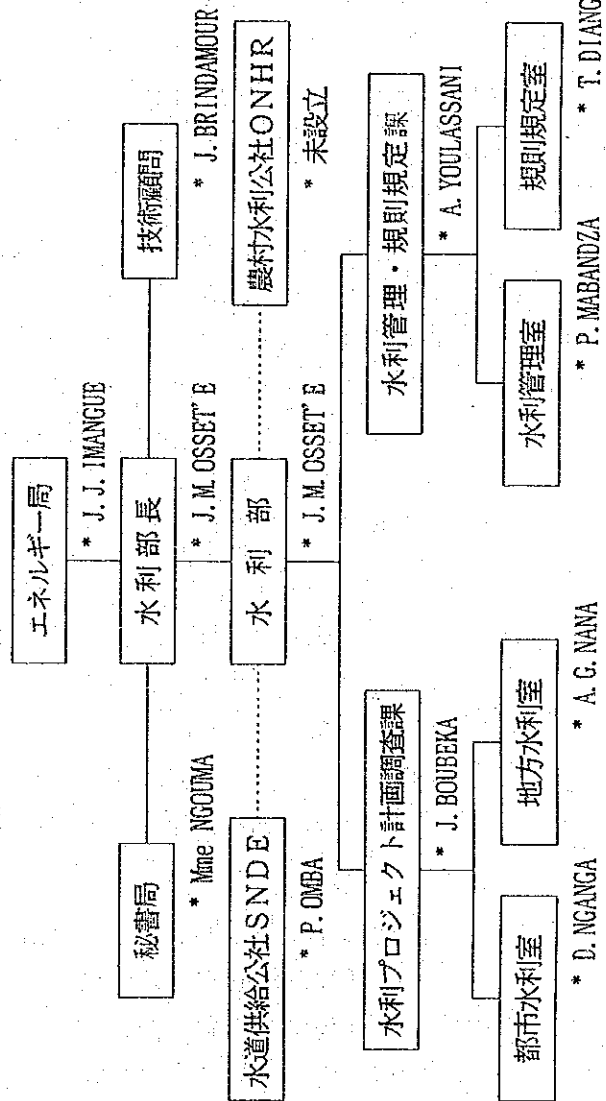 エネルギー局
* J. J. IMANGUE
秘書局
水利部長
技術顧問
* Mme NGOUMA
* J. M. OSSET' E
* J. BRINDAMOUR
水道供給公社SNDE
水利部
農村水利公社ONHR
* P. OMBA
* J. M. OSSET' E
* 未設立
水利プロジェクト計画調査課
水利管理・規則規定課
* J. BOUBEKA
* A. YOULASSANI
都市水利室
地方水利室
水利管理室
規則規定室
* D. NGANGA
* A. G. NANA
* P. MABANDZA
* T. DIANG